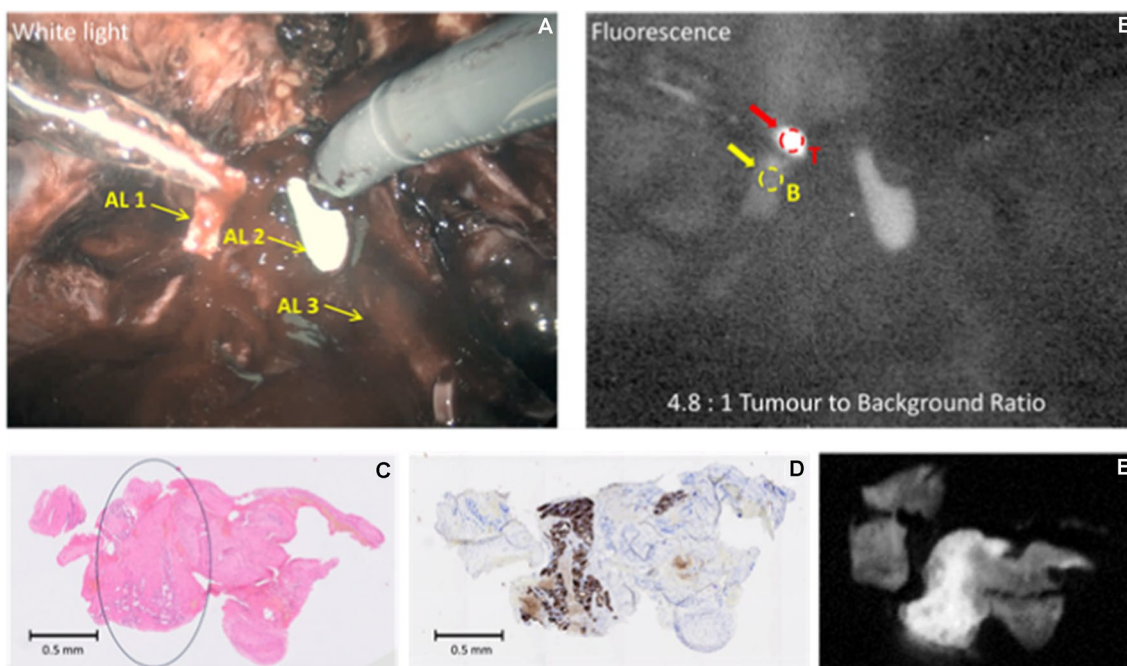 White light
A
AL 1
AL 2
AL 3
Fluorescence
B
T
B
4.8 : 1 Tumour to Background Ratio
C
0.5 mm
D
0.5 mm
E